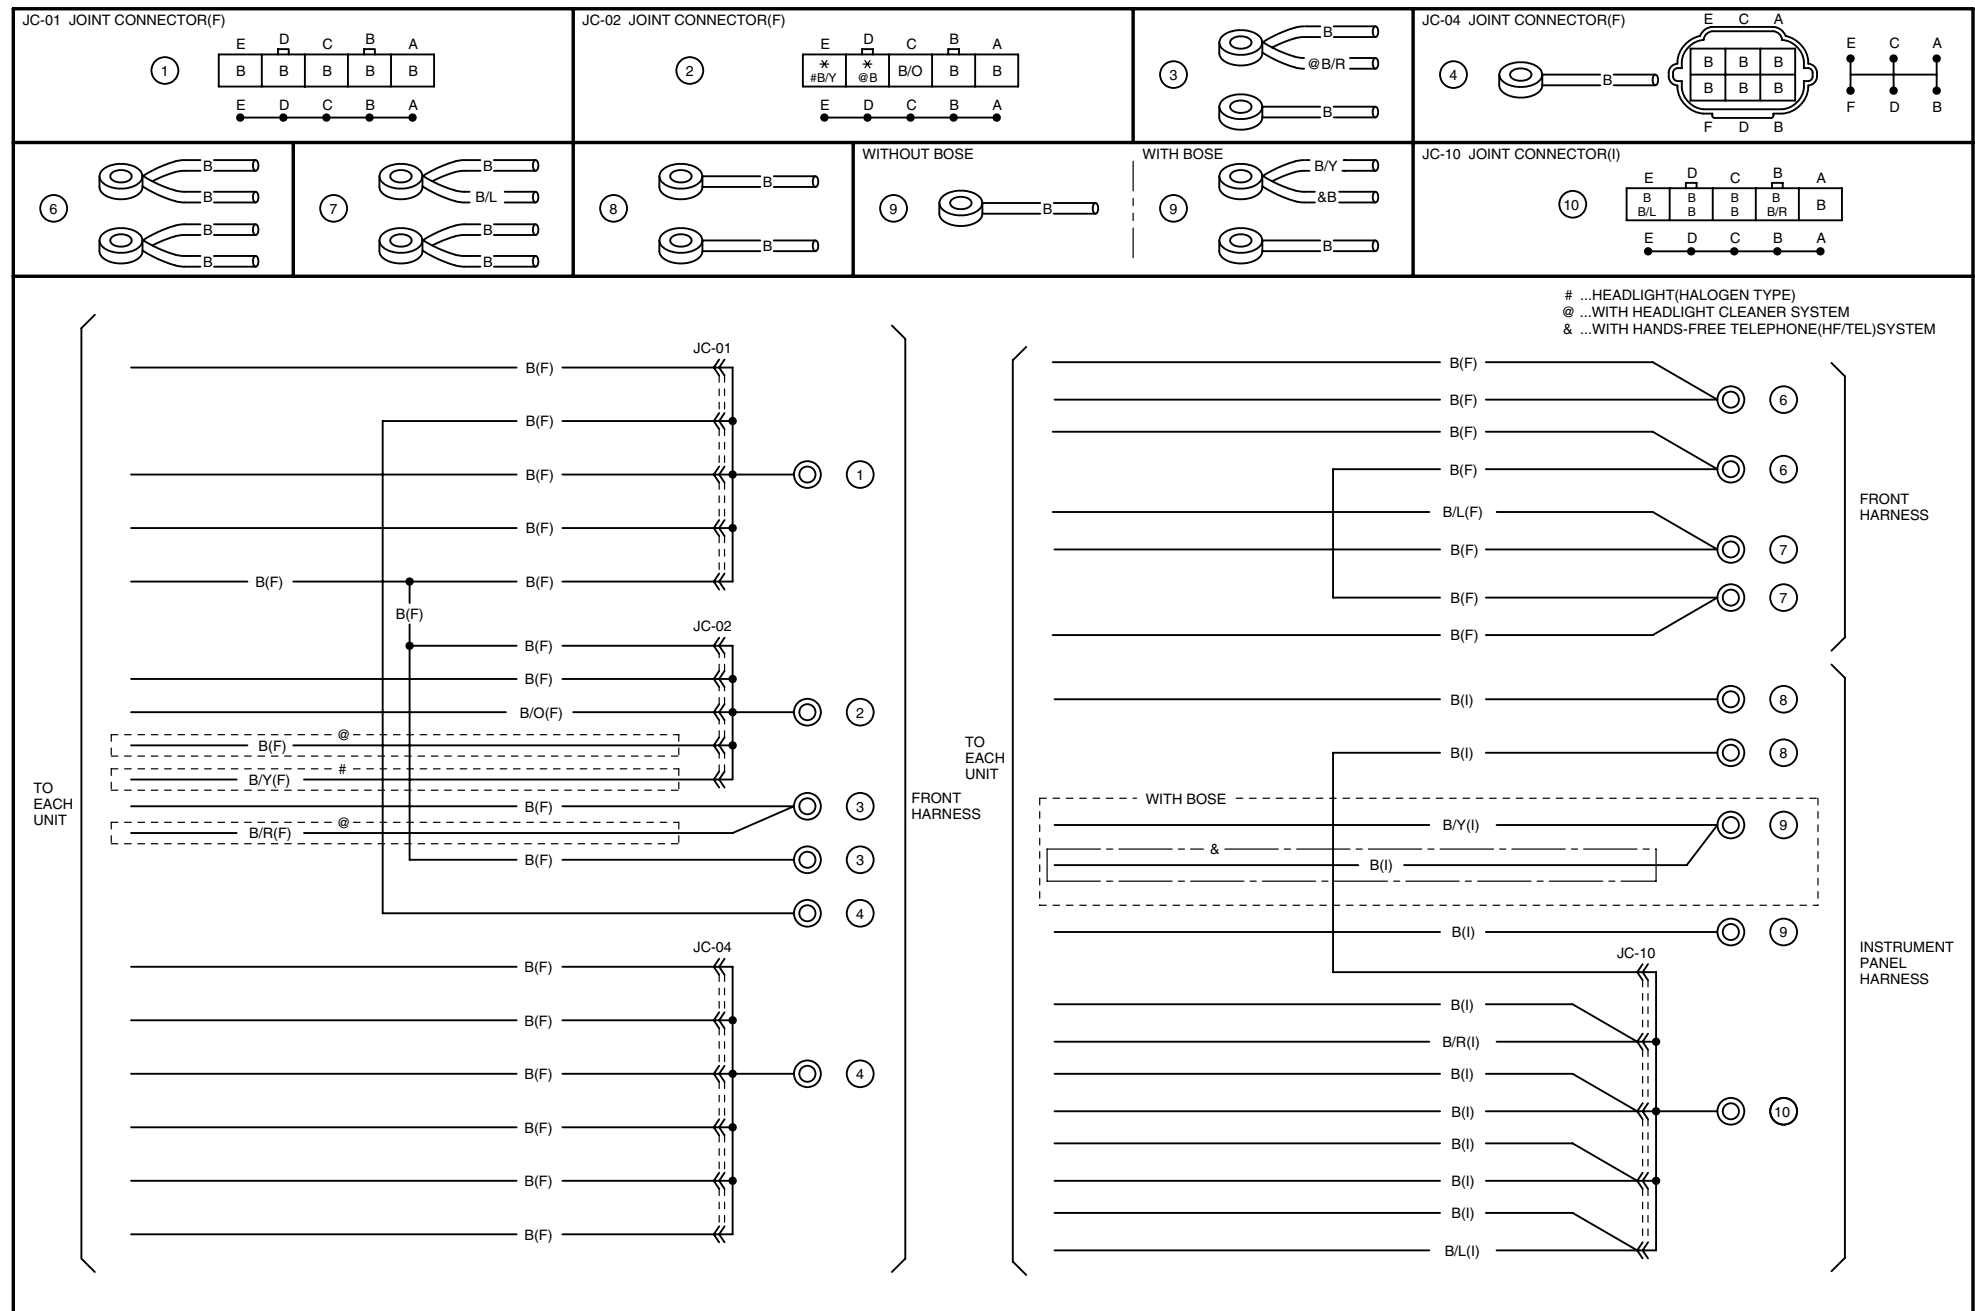 JC-01 JOINT CONNECTOR(F)
1
E D C B A
B B B B B
E D C B A
JC-02 JOINT CONNECTOR(F)
2
E D C B A
* * B/O B B
#B/Y @B
E D C B A
3
B
@B/R
B
JC-04 JOINT CONNECTOR(F)
4
B
E C A
B B B
B B B
F D B
E C A
F D B
6
B
B
B
B
7
B
B/L
B
B
8
B
B
WITHOUT BOSE
9
B
WITH BOSE
9
B/Y
&B
B
JC-10 JOINT CONNECTOR(I)
10
E D C B A
B B B B B
B/L B B B/R
E D C B A
# ...HEADLIGHT(HALOGEN TYPE)
@ ...WITH HEADLIGHT CLEANER SYSTEM
& ...WITH HANDS-FREE TELEPHONE(HF/TEL)SYSTEM
TO
EACH
UNIT
JC-01
B(F)
B(F)
B(F)
1
B(F)
B(F) B(F)
B(F)
JC-02
B(F)
B(F)
B/O(F)
2
@
B(F)
#
B/Y(F)
B(F)
3
@
B/R(F)
B(F)
3
4
JC-04
B(F)
B(F)
B(F)
4
B(F)
B(F)
B(F)
FRONT
HARNESS
TO
EACH
UNIT
B(F)
B(F)
6
B(F)
B(F)
6
B/L(F)
B(F)
7
B(F)
7
B(F)
FRONT
HARNESS
B(I)
8
B(I)
8
WITH BOSE
B/Y(I)
9
&
B(I)
B(I)
9
JC-10
B(I)
B/R(I)
B(I)
B(I)
10
B(I)
B(I)
B(I)
B/L(I)
INSTRUMENT
PANEL
HARNESS